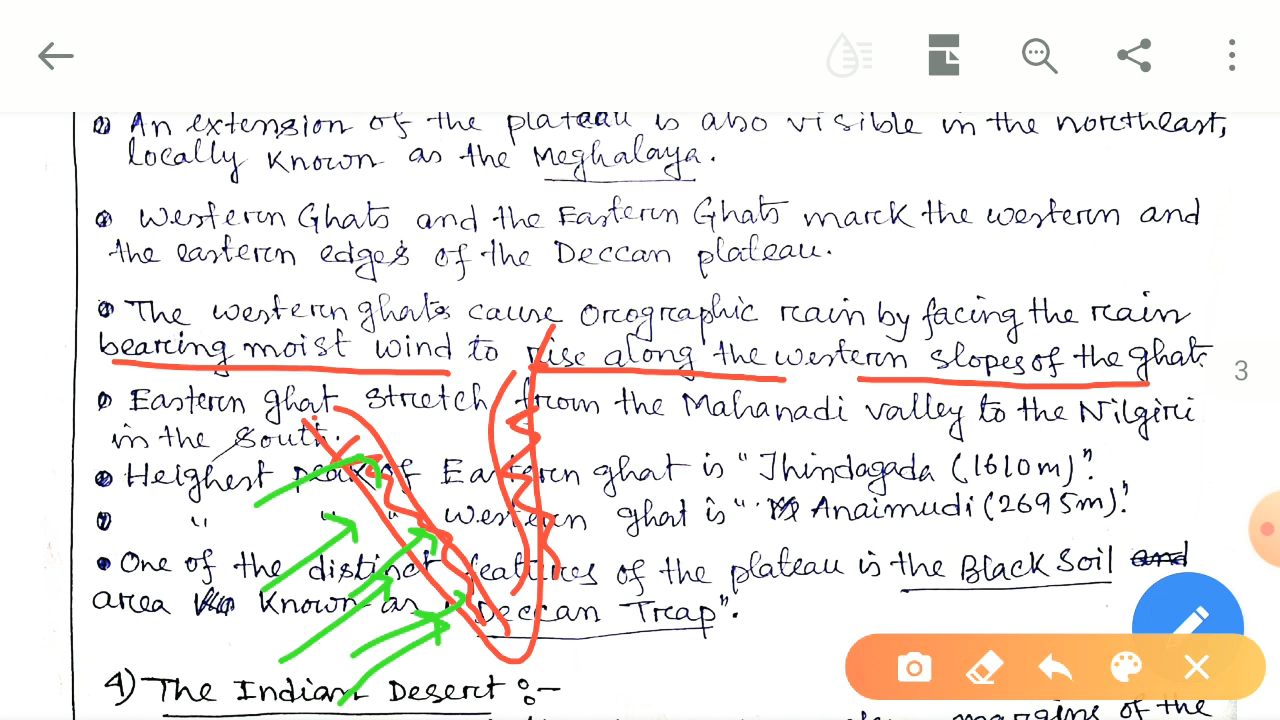 An extension of the plateau is also visible in the northeast,
locally known as the Meghalaya.
Western Ghats and the Eastern Ghats mark the western and
the eastern edges of the Deccan plateau.
The western ghats cause Orographic rain by facing the rain
bearing moist wind to rise along the western slopes of the ghats.
3
Eastern ghat stretch from the Mahanadi valley to the Nilgiri
in the South.
Heighest peak of Eastern ghat is "Jhindagada (1610m)".
" " " western ghat is " Anaimudi (2695m)".
One of the distinct features of the plateau is the Black Soil and
area known as "Deccan Trap".
4) The Indian Desert :-
margins of the